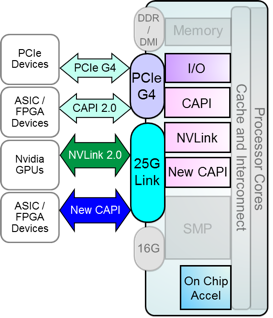 DDR /
DMI
Memory
PCIe
Devices
PCIe G4
PCIe
G4
I/O
ASIC /
FPGA
Devices
CAPI 2.0
CAPI
Nvidia
GPUs
NVLink 2.0
25G
Link
NVLink
ASIC /
FPGA
Devices
New CAPI
New CAPI
16G
SMP
On Chip
Accel
Cache and Interconnect
Processor Cores